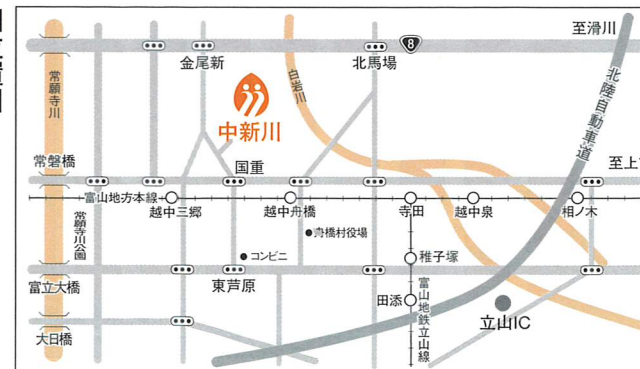 至滑川
8
金尾新
北馬場
常願寺川
白岩川
北陸自動車道
中新川
常磐橋
国重
至上
富山地方本線
越中三郷
越中舟橋
寺田
越中泉
相ノ木
常願寺川公園
舟橋村役場
コンビニ
稚子塚
東芦原
富立大橋
田添
富山地鉄立山線
立山IC
大日橋